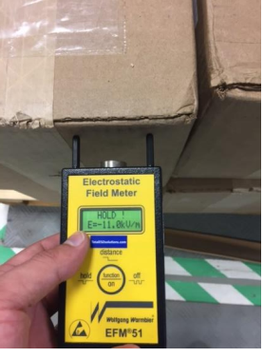 Electrostatic
Field Meter
HOLD !
E=-11.0kV/m
distance
hold
function
on
off
Wolfgang Warmbier
EFM®51